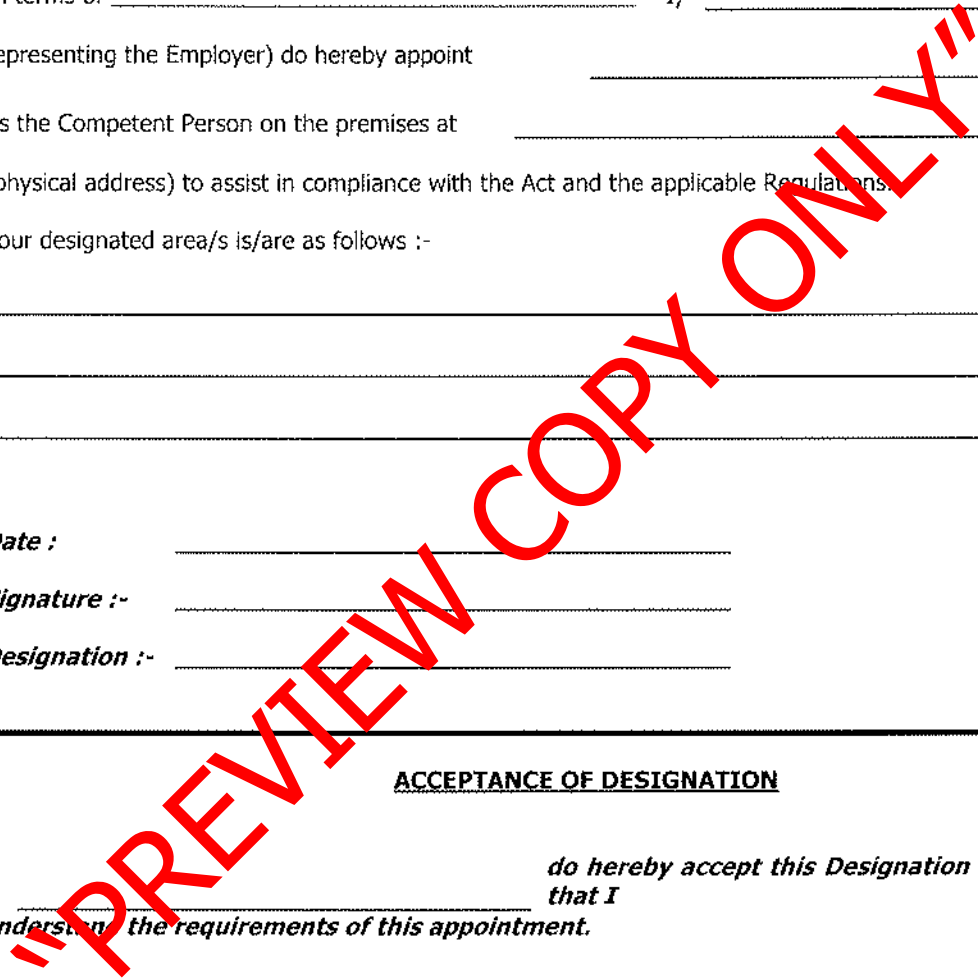 terms of I,
epresenting the Employer) do hereby appoint
s the Competent Person on the premises at
physical address) to assist in compliance with the Act and the applicable Regulations.
our designated area/s is/are as follows :-
ate :
ignature :-
esignation :-
ACCEPTANCE OF DESIGNATION
do hereby accept this Designation
that I
nderstand the requirements of this appointment.
"PREVIEW COPY ONLY"